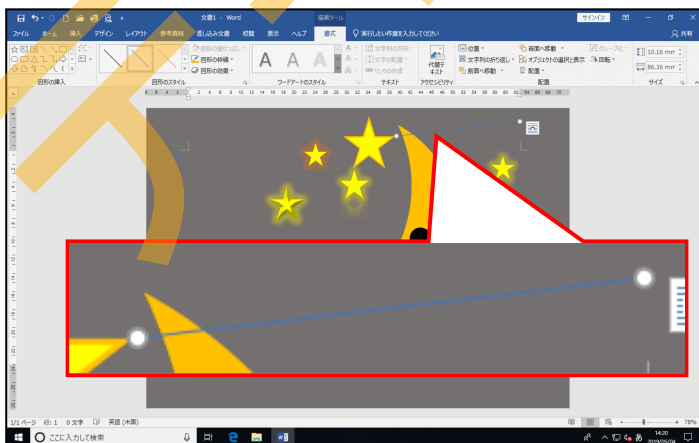 文書1 - Word
描画ツール
サインイン
ファイル ホーム 挿入 デザイン レイアウト 参考資料 差し込み文書 校閲 表示 ヘルプ 書式 実行したい作業を入力してください 共有
図形の塗りつぶし
図形の枠線
図形の効果
文字列の方向
文字の配置
リンクの作成
代替テキスト
位置
文字列の折り返し
前面へ移動
背面へ移動
オブジェクトの選択と表示
配置
グループ化
回転
10.16 mm
86.36 mm
図形の挿入 図形のスタイル ワードアートのスタイル テキスト アクセシビリティ 配置 サイズ
1/1 ページ 行: 1 0 文字 英語 (米国)
78%
ここに入力して検索
あ
14:20
2019/05/04